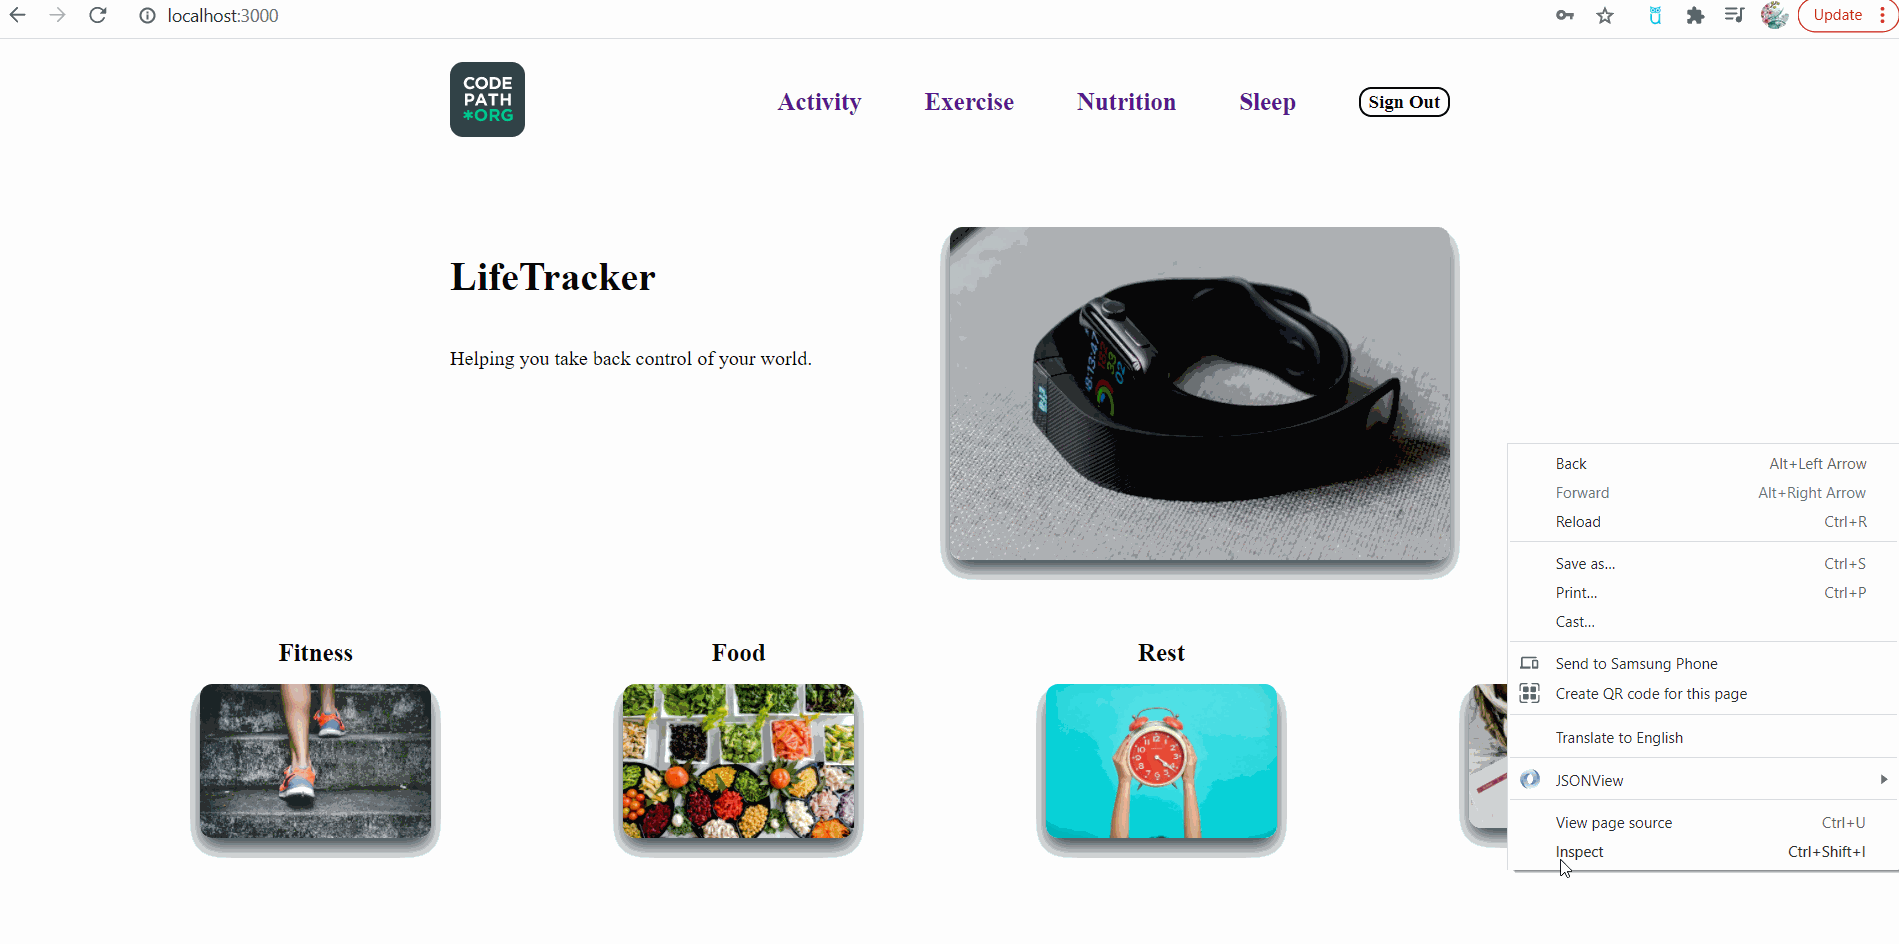 localhost:3000
Update
CODE
PATH
*ORG
Activity Exercise Nutrition Sleep Sign Out
LifeTracker
Helping you take back control of your world.
8:13:47
Fitness Food Rest
Back Alt+Left Arrow
Forward Alt+Right Arrow
Reload Ctrl+R
Save as... Ctrl+S
Print... Ctrl+P
Cast...
Send to Samsung Phone
Create QR code for this page
Translate to English
JSONView
View page source Ctrl+U
Inspect Ctrl+Shift+I